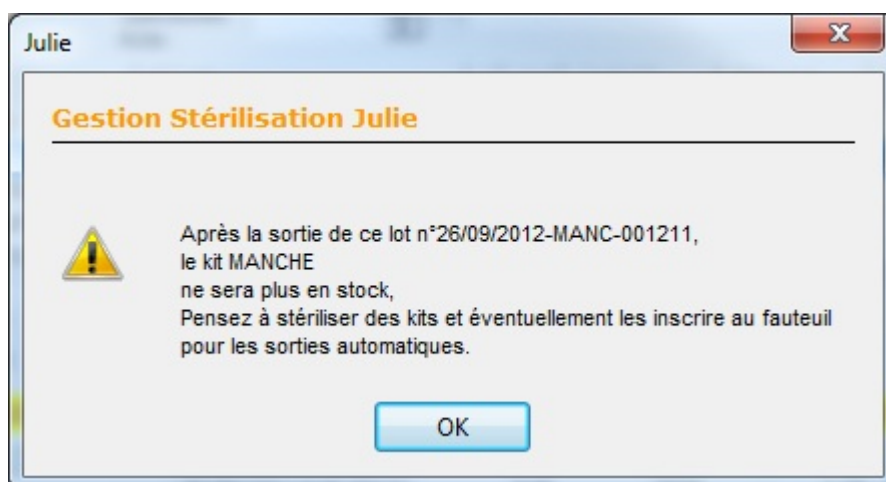 Julie
Gestion Stérilisation Julie
Après la sortie de ce lot n°26/09/2012-MANC-001211,
le kit MANCHE
ne sera plus en stock,
Pensez à stériliser des kits et éventuellement les inscrire au fauteuil
pour les sorties automatiques.
OK